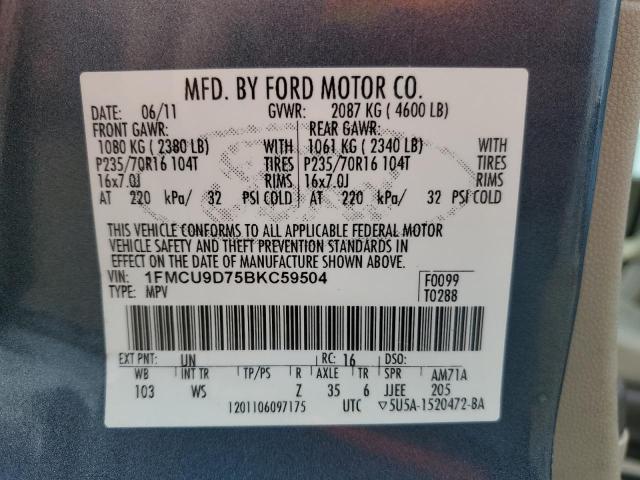 MFD. BY FORD MOTOR CO.
DATE: 06/11 GVWR: 2087 KG ( 4600 LB)
FRONT GAWR: REAR GAWR:
1080 KG ( 2380 LB) WITH 1061 KG ( 2340 LB) WITH
P235/70R16 104T TIRES P235/70R16 104T TIRES
16x7.0J RIMS 16x7.0J RIMS
AT 220 kPa/ 32 PSI COLD AT 220 kPa/ 32 PSI COLD
THIS VEHICLE CONFORMS TO ALL APPLICABLE FEDERAL MOTOR
VEHICLE SAFETY AND THEFT PREVENTION STANDARDS IN
EFFECT ON THE DATE OF MANUFACTURE SHOWN ABOVE.
VIN: 1FMCU9D75BKC59504 F0099
TYPE: MPV T0288
EXT PNT: UN RC: 16 DSO:
WB INT TR TP/PS R AXLE TR SPR AM71A
103 WS Z 35 6 JJEE 205
1201106097175 UTC ▽5U5A-1520472-BA